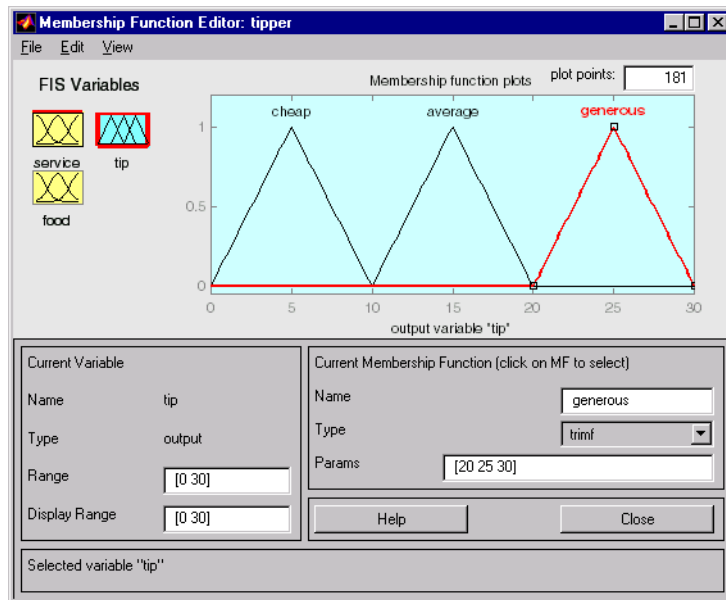 Membership Function Editor: tipper
File Edit View
FIS Variables
service
tip
food
Membership function plots
plot points: 181
cheap average generous
1
0.5
0
0 5 10 15 20 25 30
output variable "tip"
Current Variable
Name tip
Type output
Range [0 30]
Display Range [0 30]
Current Membership Function (click on MF to select)
Name generous
Type trimf
Params [20 25 30]
Help Close
Selected variable "tip"